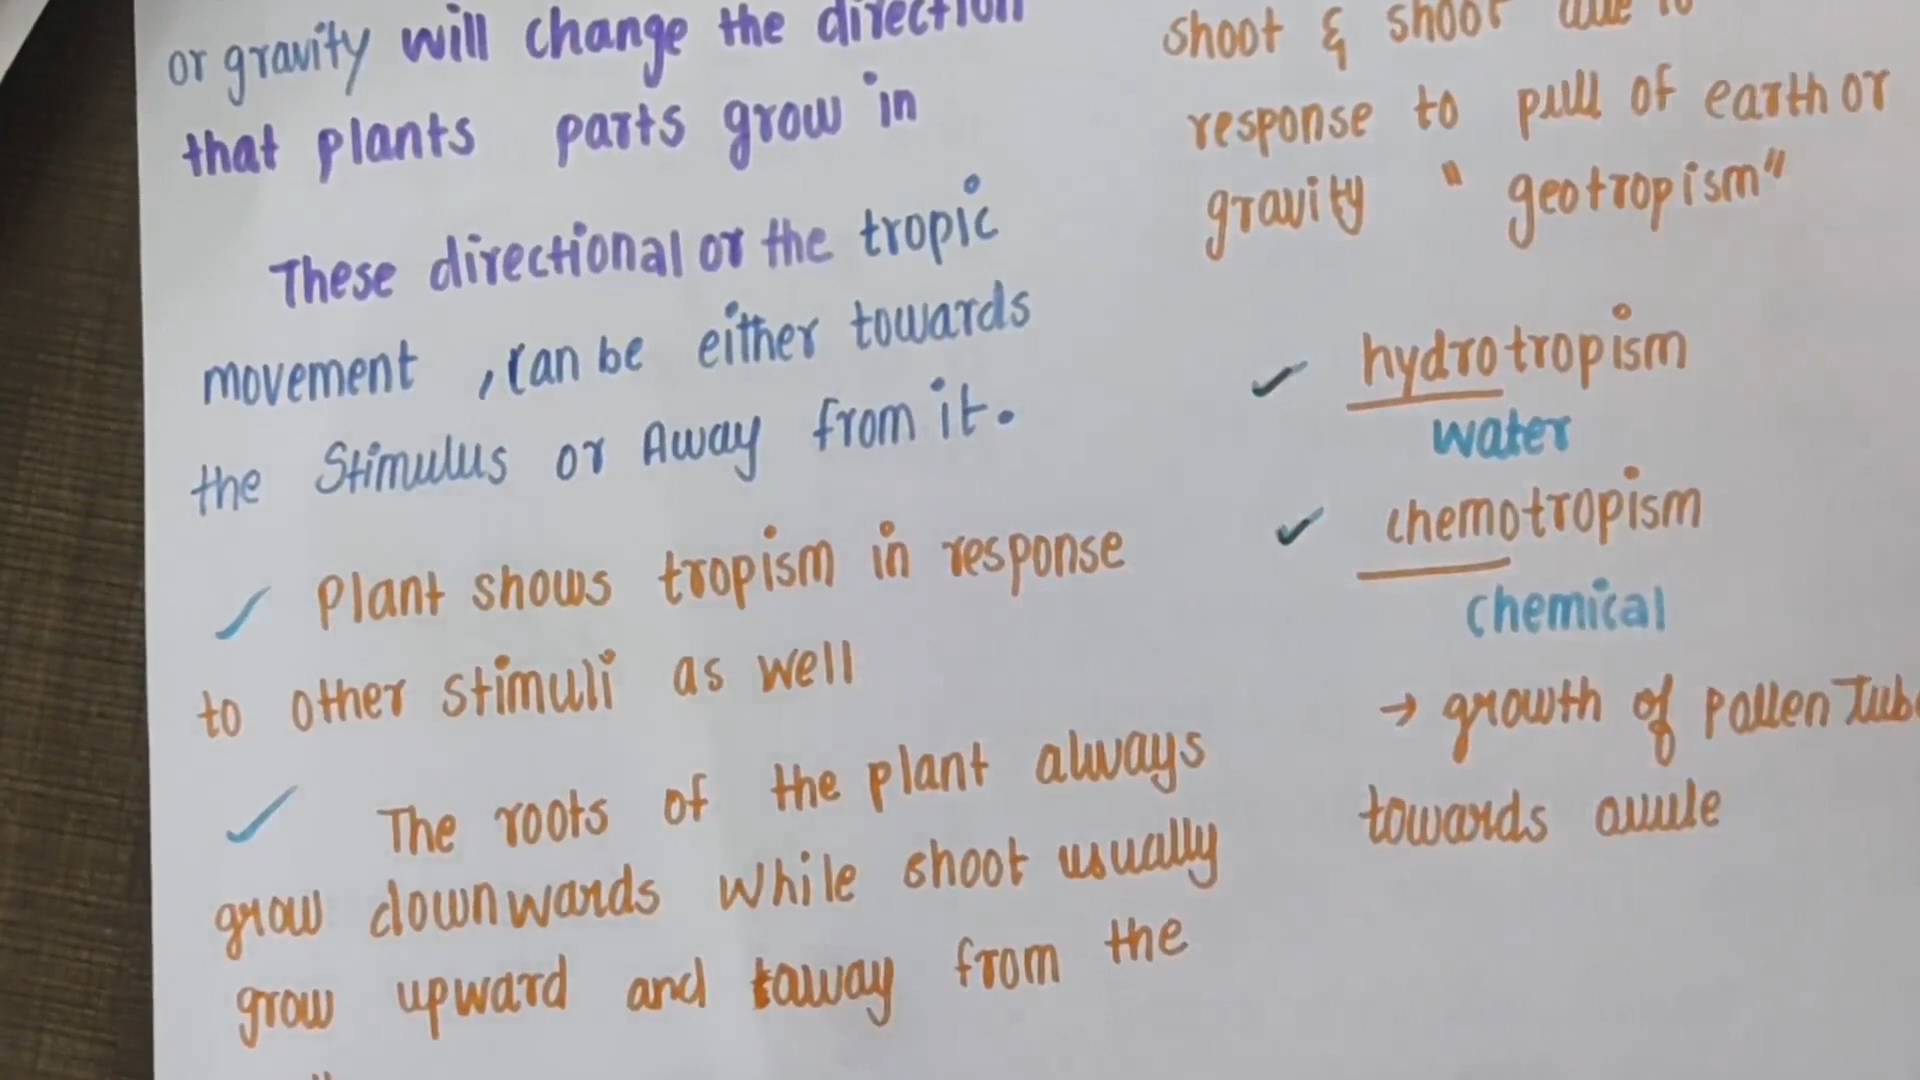 or gravity will change the direction
that plants parts grow in
These directional or the tropic
movement , can be either towards
the Stimulus or Away from it.
Plant shows tropism in response
to other stimuli as well
The roots of the plant always
grow downwards while shoot usually
grow upward and away from the
shoot & shoot due to
response to pull of earth or
gravity " geotropism"
hydrotropism
water
chemotropism
chemical
→ growth of pollen Tube
towards ovule